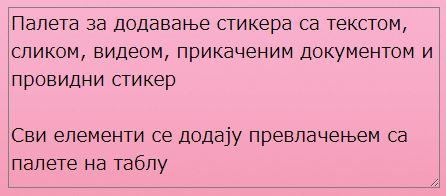 Палета за додавање стикера са текстом,
сликом, видеом, прикаченим документом и
провидни стикер

Сви елементи се додају превлачењем са
палете на таблу